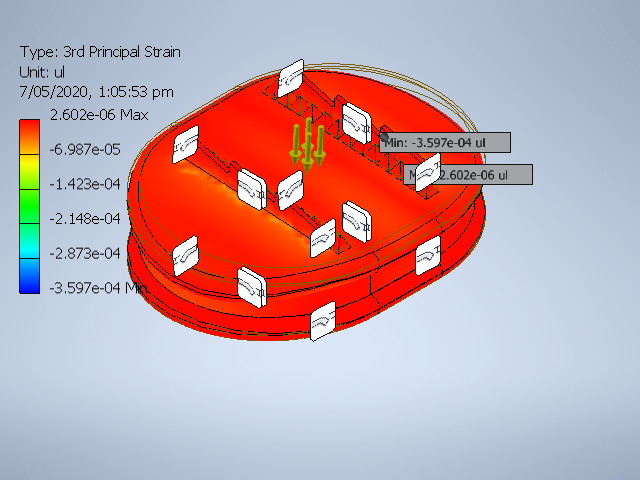 Type: 3rd Principal Strain
Unit: ul
7/05/2020, 1:05:53 pm
2.602e-06 Max
-6.987e-05
-1.423e-04
-2.148e-04
-2.873e-04
-3.597e-04 Min
Min: -3.597e-04 ul
2.602e-06 ul